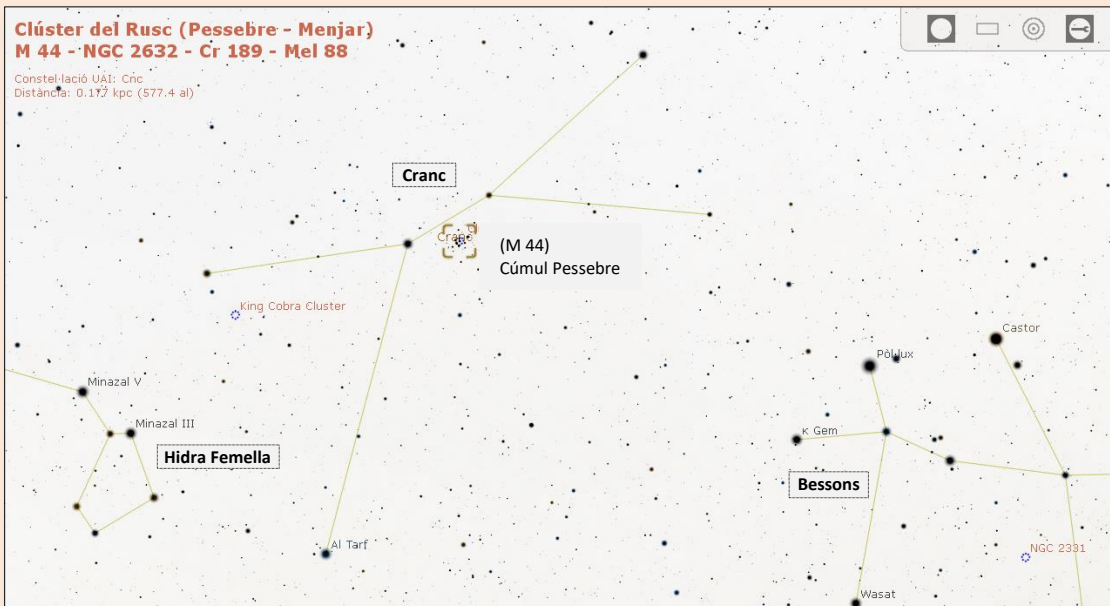 Clúster del Rusc (Pessebre - Menjar)
M 44 - NGC 2632 - Cr 189 - Mel 88
Constel·lació UAI: Cnc
Distància: 0.177 kpc (577.4 al)
Cranc
(M 44)
Cúmul Pessebre
King Cobra Cluster
Castor
Pòl·lux
Minazal V
Minazal III
κ Gem
Hidra Femella
Bessons
Al Tarf
NGC 2331
Wasat